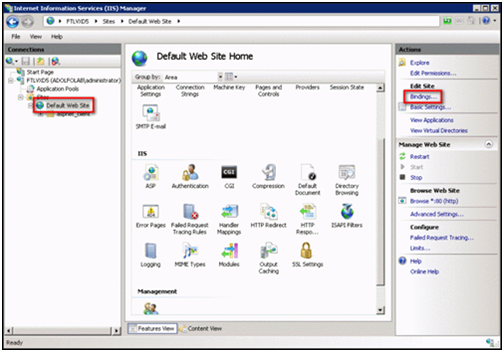 Internet Information Services (IIS) Manager
FTLVXD5 ▸ Sites ▸ Default Web Site ▸
File View Help
Connections
Start Page
FTLVXD5 (ADOLFOLAB\administrator)
Application Pools
Sites
Default Web Site
aspnet_client
Default Web Site Home
Group by: Area
Application Settings
Connection Strings
Machine Key
Pages and Controls
Providers
Session State
SMTP E-mail
IIS
ASP
Authentication
CGI
Compression
Default Document
Directory Browsing
Error Pages
Failed Request Tracing Rules
Handler Mappings
HTTP Redirect
HTTP Respo...
ISAPI Filters
Logging
MIME Types
Modules
Output Caching
SSL Settings
Management
Features View
Content View
Actions
Explore
Edit Permissions...
Edit Site
Bindings...
Basic Settings...
View Applications
View Virtual Directories
Manage Web Site
Restart
Start
Stop
Browse Web Site
Browse *:80 (http)
Advanced Settings...
Configure
Failed Request Tracing...
Limits...
Help
Online Help
Ready